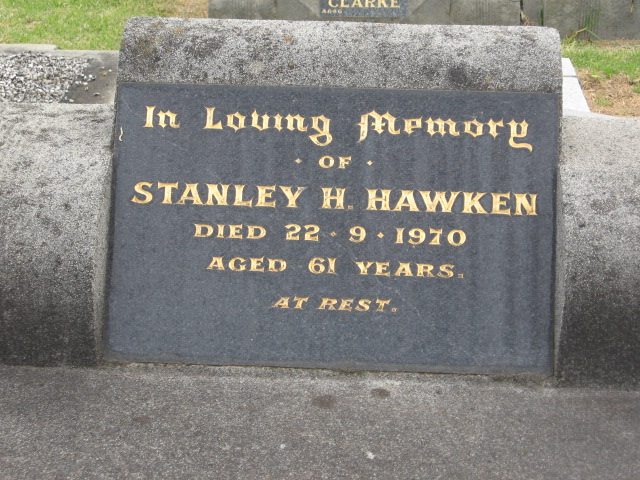 CLARKE
In Loving Memory
· OF ·
STANLEY H. HAWKEN
DIED 22 · 9 · 1970
AGED 61 YEARS.
AT REST.